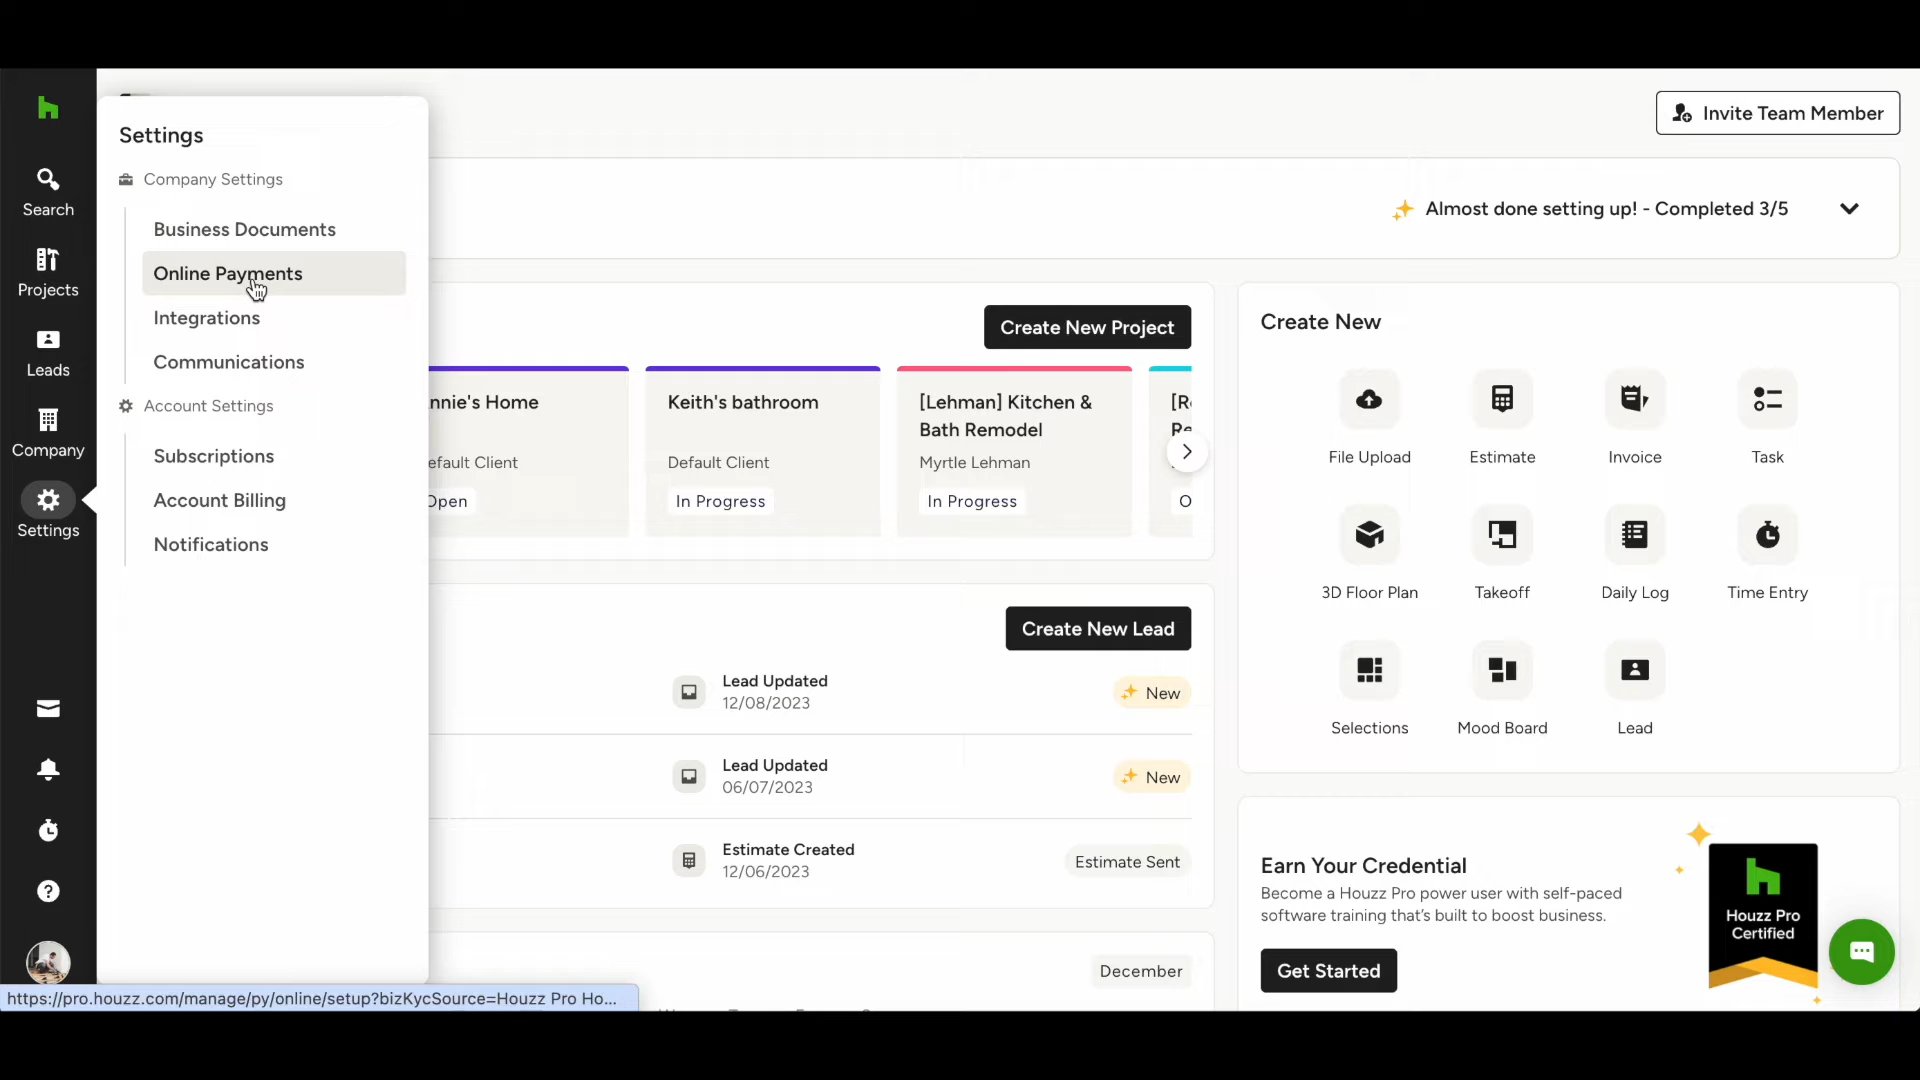 Search
Projects
Leads
Company
Settings
Settings
Company Settings
Business Documents
Online Payments
Integrations
Communications
Account Settings
Subscriptions
Account Billing
Notifications
https://pro.houzz.com/manage/py/online/setup?bizKycSource=Houzz Pro Ho...
Invite Team Member
Almost done setting up! - Completed 3/5
Create New Project
nnie's Home
efault Client
Open
Keith's bathroom
Default Client
In Progress
[Lehman] Kitchen &
Bath Remodel
Myrtle Lehman
In Progress
Create New Lead
Lead Updated
12/08/2023
New
Lead Updated
06/07/2023
New
Estimate Created
12/06/2023
Estimate Sent
December
Create New
File Upload
Estimate
Invoice
Task
3D Floor Plan
Takeoff
Daily Log
Time Entry
Selections
Mood Board
Lead
Earn Your Credential
Become a Houzz Pro power user with self-paced
software training that's built to boost business.
Get Started
Houzz Pro
Certified